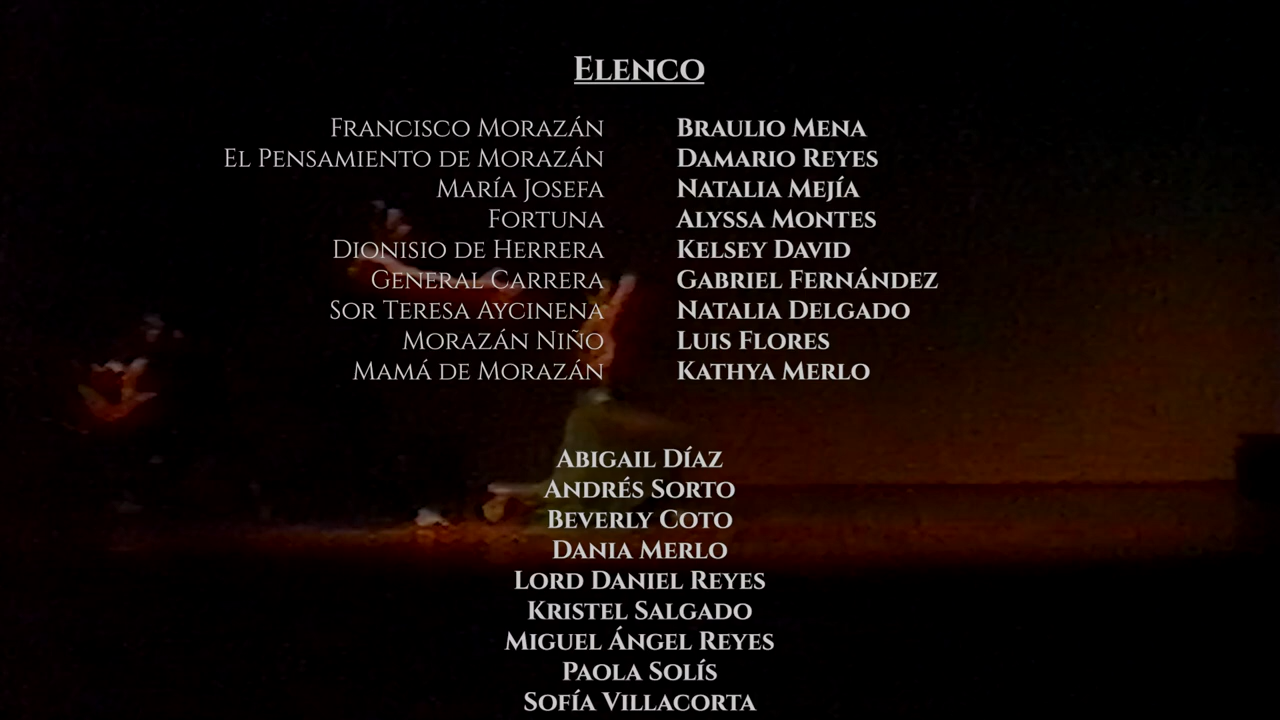 Elenco
Francisco Morazán Braulio Mena
El Pensamiento de Morazán Damario Reyes
María Josefa Natalia Mejía
Fortuna Alyssa Montes
Dionisio de Herrera Kelsey David
General Carrera Gabriel Fernández
Sor Teresa Aycinena Natalia Delgado
Morazán Niño Luis Flores
Mamá de Morazán Kathya Merlo
Abigail Díaz
Andrés Sorto
Beverly Coto
Dania Merlo
Lord Daniel Reyes
Kristel Salgado
Miguel Ángel Reyes
Paola Solís
Sofía Villacorta